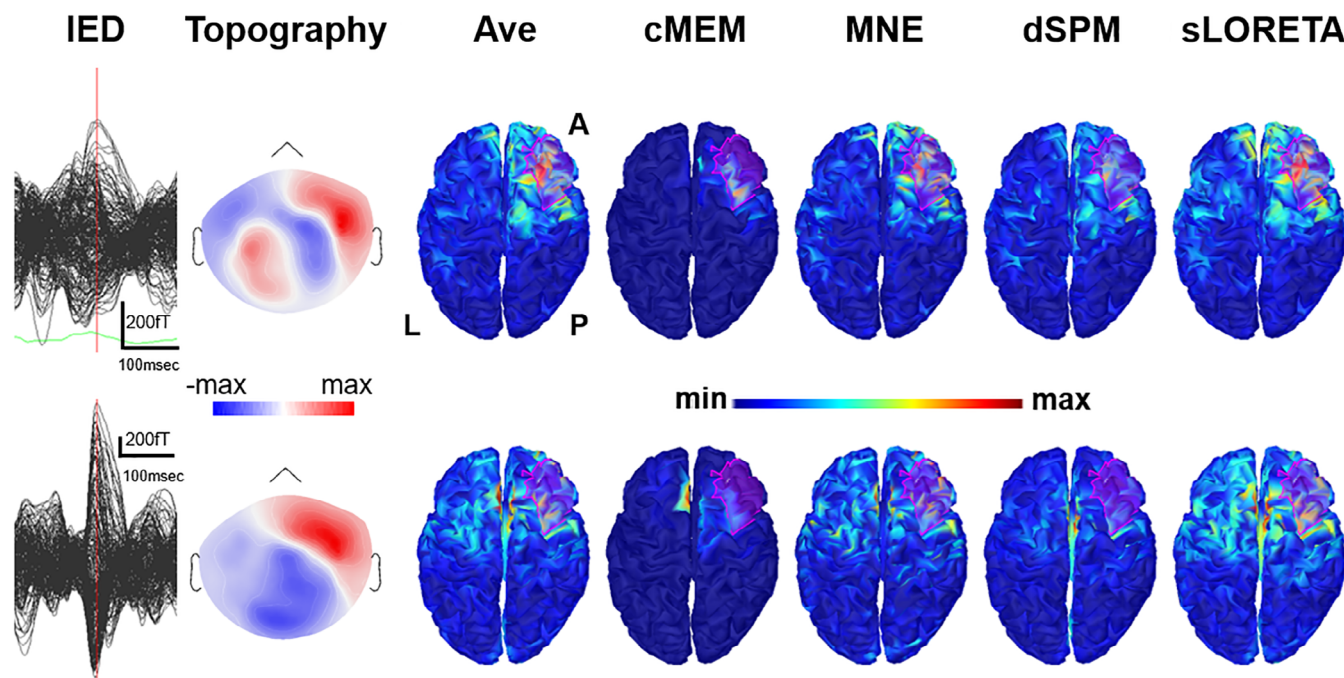 IED Topography Ave cMEM MNE dSPM sLORETA
A
200fT
L P
100msec
-max max
min max
200fT
100msec